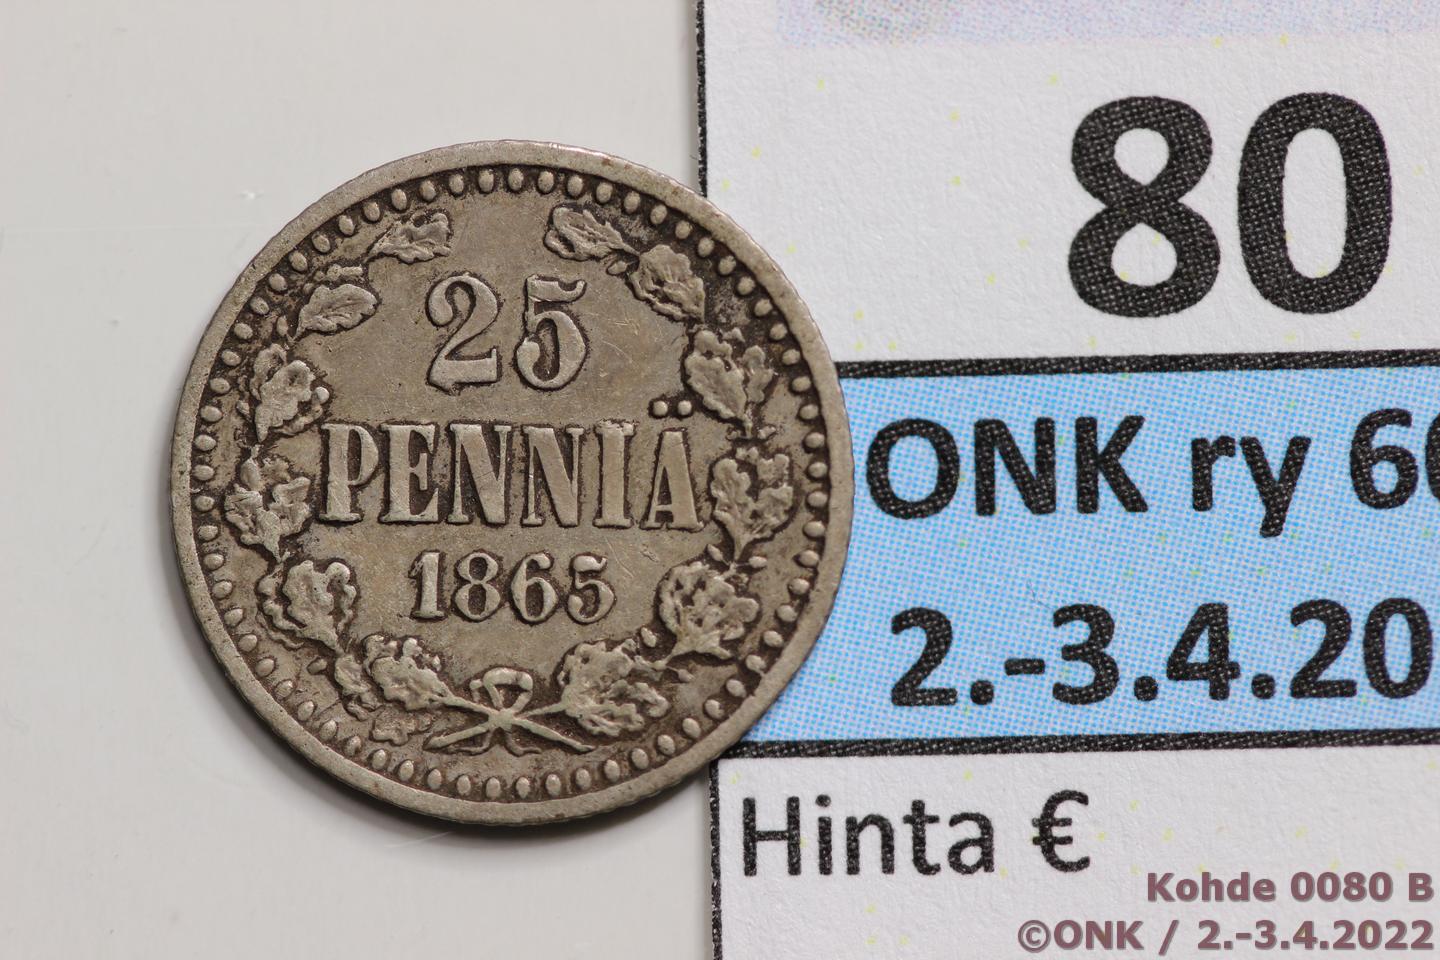 25
PENNIÄ
1865
80
ONK ry 60
2.-3.4.20
Hinta €
Kohde 0080 B
©ONK / 2.-3.4.2022